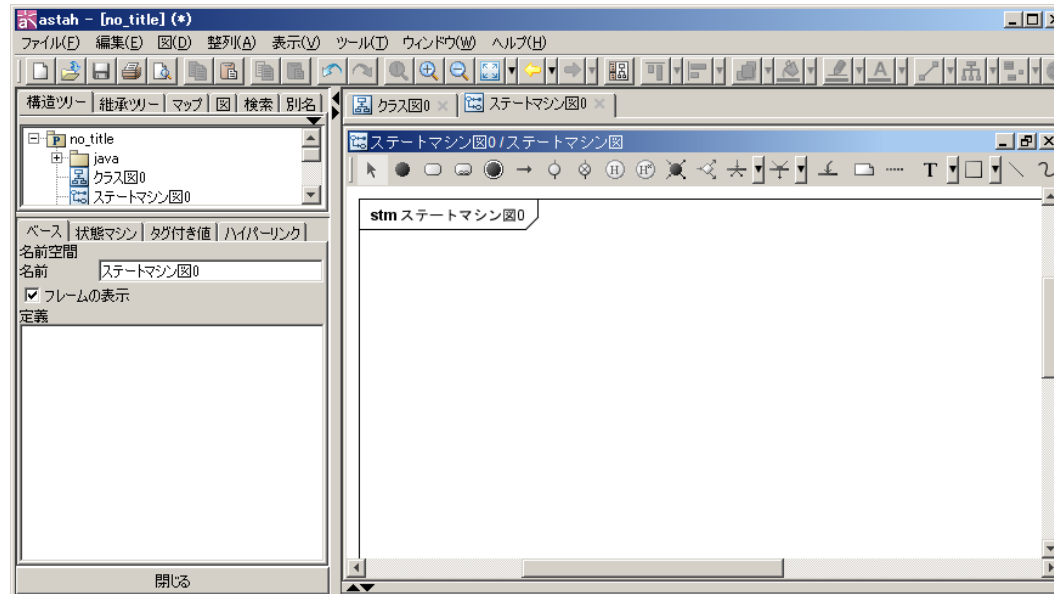 astah - [no_title] (*)
ファイル(F) 編集(E) 図(D) 整列(A) 表示(V) ツール(T) ウィンドウ(W) ヘルプ(H)
構造ツリー 継承ツリー マップ 図 検索 別名
クラス図0 ステートマシン図0
no_title
java
クラス図0
ステートマシン図0
ステートマシン図0/ステートマシン図
H H* T
stm ステートマシン図0
ベース 状態マシン タグ付き値 ハイパーリンク
名前空間
名前 ステートマシン図0
フレームの表示
定義
閉じる